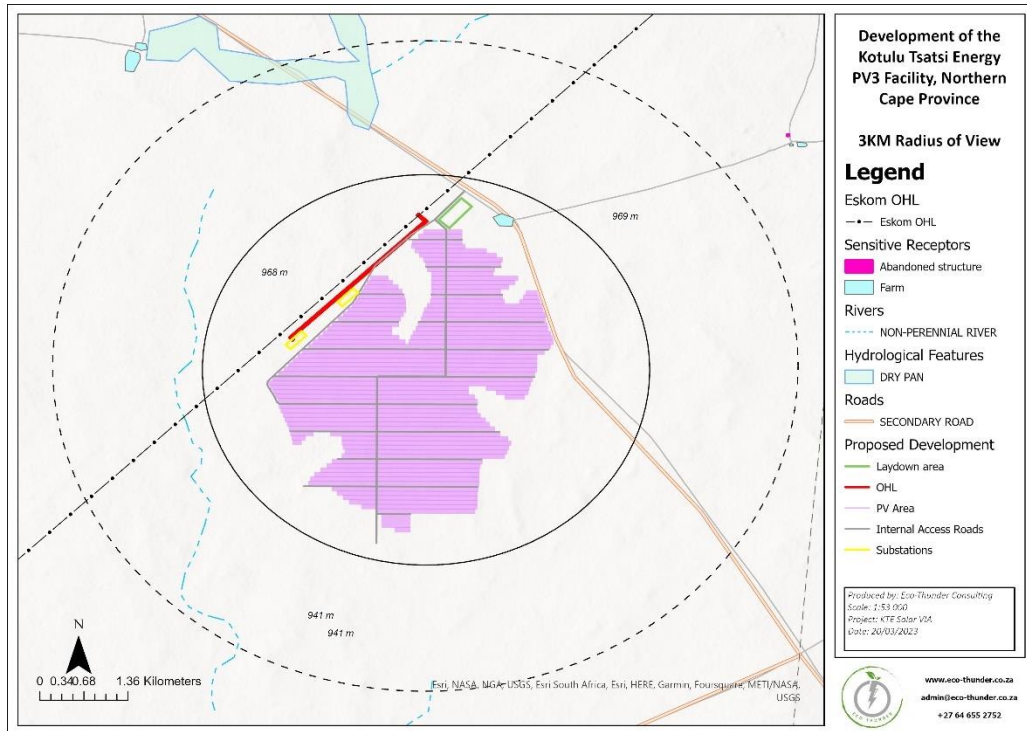 Development of the
Kotulu Tsatsi Energy
PV3 Facility, Northern
Cape Province
3KM Radius of View
Legend
Eskom OHL
Eskom OHL
Sensitive Receptors
Abandoned structure
Farm
Rivers
NON-PERENNIAL RIVER
Hydrological Features
DRY PAN
Roads
SECONDARY ROAD
Proposed Development
Laydown area
OHL
PV Area
Internal Access Roads
Substations
Produced by: Eco-Thunder Consulting
Scale: 1:53 000
Project: KTE Solar VIA
Date: 20/03/2023
969 m
968 m
941 m
941 m
N
0 0.340.68 1.36 Kilometers
Esri, NASA, NGA, USGS, Esri South Africa, Esri, HERE, Garmin, Foursquare, METI/NASA,
USGS
ECO THUNDER
www.eco-thunder.co.za
admin@eco-thunder.co.za
+27 64 655 2752